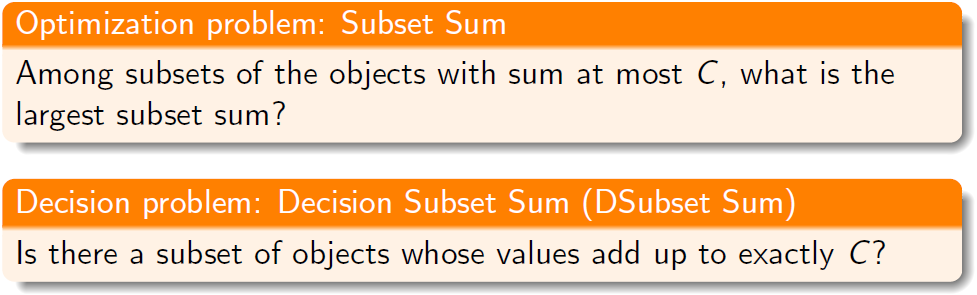 Optimization problem: Subset Sum
Among subsets of the objects with sum at most C, what is the
largest subset sum?
Decision problem: Decision Subset Sum (DSubset Sum)
Is there a subset of objects whose values add up to exactly C?